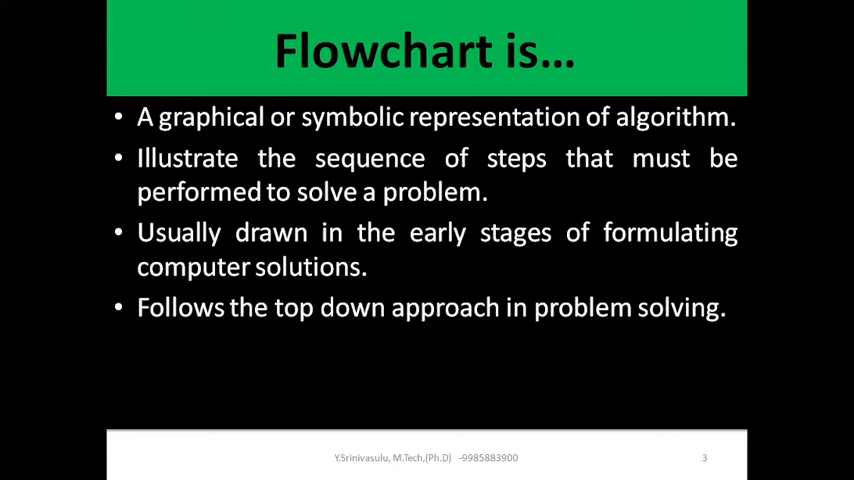 Flowchart is...
• A graphical or symbolic representation of algorithm.
• Illustrate the sequence of steps that must be
performed to solve a problem.
• Usually drawn in the early stages of formulating
computer solutions.
• Follows the top down approach in problem solving.
Y.Srinivasulu, M.Tech,(Ph.D) -9985883900
3